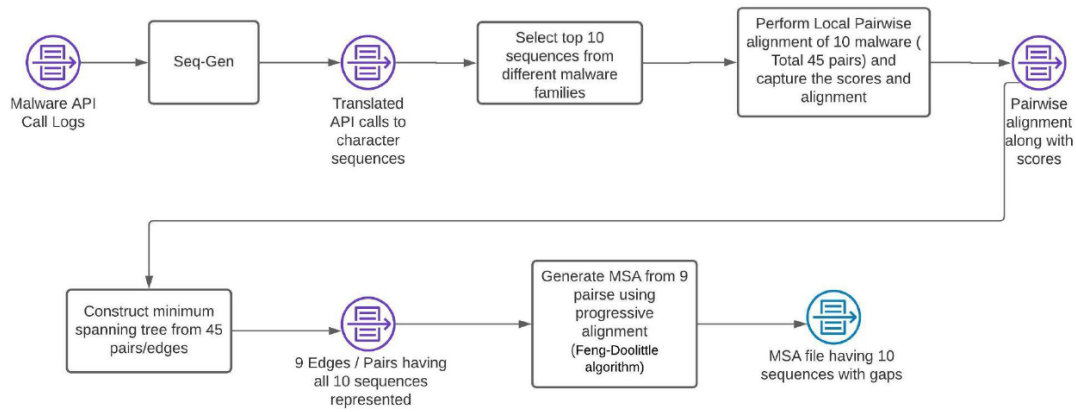 Malware API
Call Logs
Seq-Gen
Translated
API calls to
character
sequences
Select top 10
sequences from
different malware
families
Perform Local Pairwise
alignment of 10 malware (
Total 45 pairs) and
capture the scores and
alignment
Pairwise
alignment
along with
scores
Construct minimum
spanning tree from 45
pairs/edges
9 Edges / Pairs having
all 10 sequences
represented
Generate MSA from 9
pairse using
progressive alignment
(Feng-Doolittle
algorithm)
MSA file having 10
sequences with gaps